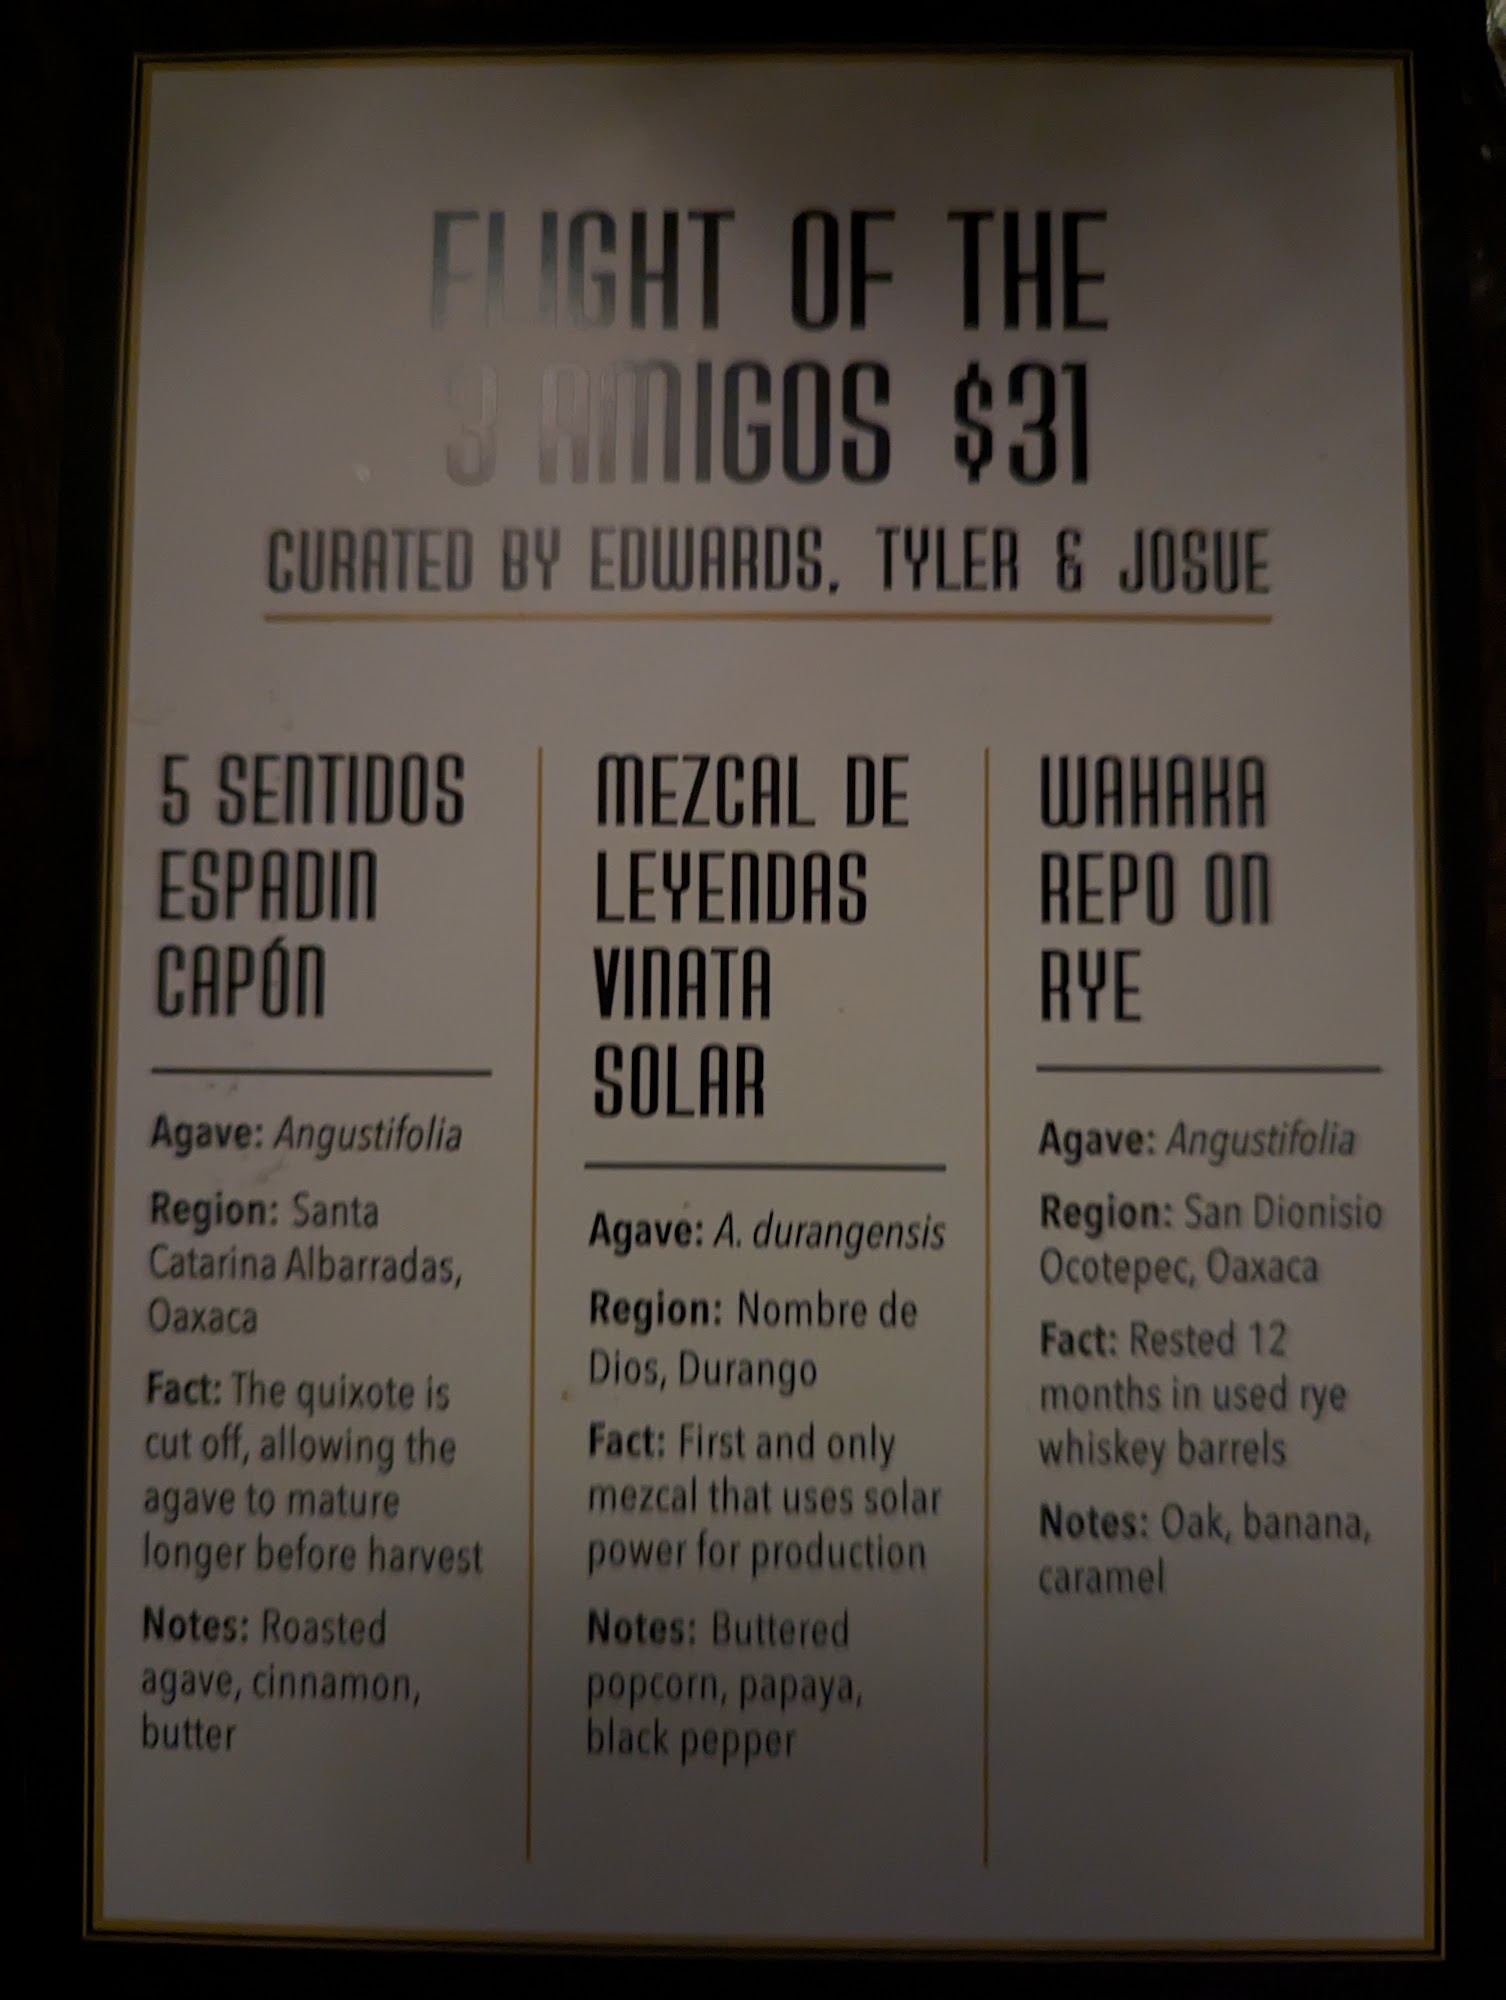 FLIGHT OF THE
3 AMIGOS $31
CURATED BY EDWARDS, TYLER & JOSUE
5 SENTIDOS
ESPADIN
CAPÓN
Agave: Angustifolia
Region: Santa
Catarina Albarradas,
Oaxaca
Fact: The quixote is
cut off, allowing the
agave to mature
longer before harvest
Notes: Roasted
agave, cinnamon,
butter
MEZCAL DE
LEYENDAS
VINATA
SOLAR
Agave: A. durangensis
Region: Nombre de
Dios, Durango
Fact: First and only
mezcal that uses solar
power for production
Notes: Buttered
popcorn, papaya,
black pepper
WAHAKA
REPO ON
RYE
Agave: Angustifolia
Region: San Dionisio
Ocotepec, Oaxaca
Fact: Rested 12
months in used rye
whiskey barrels
Notes: Oak, banana,
caramel